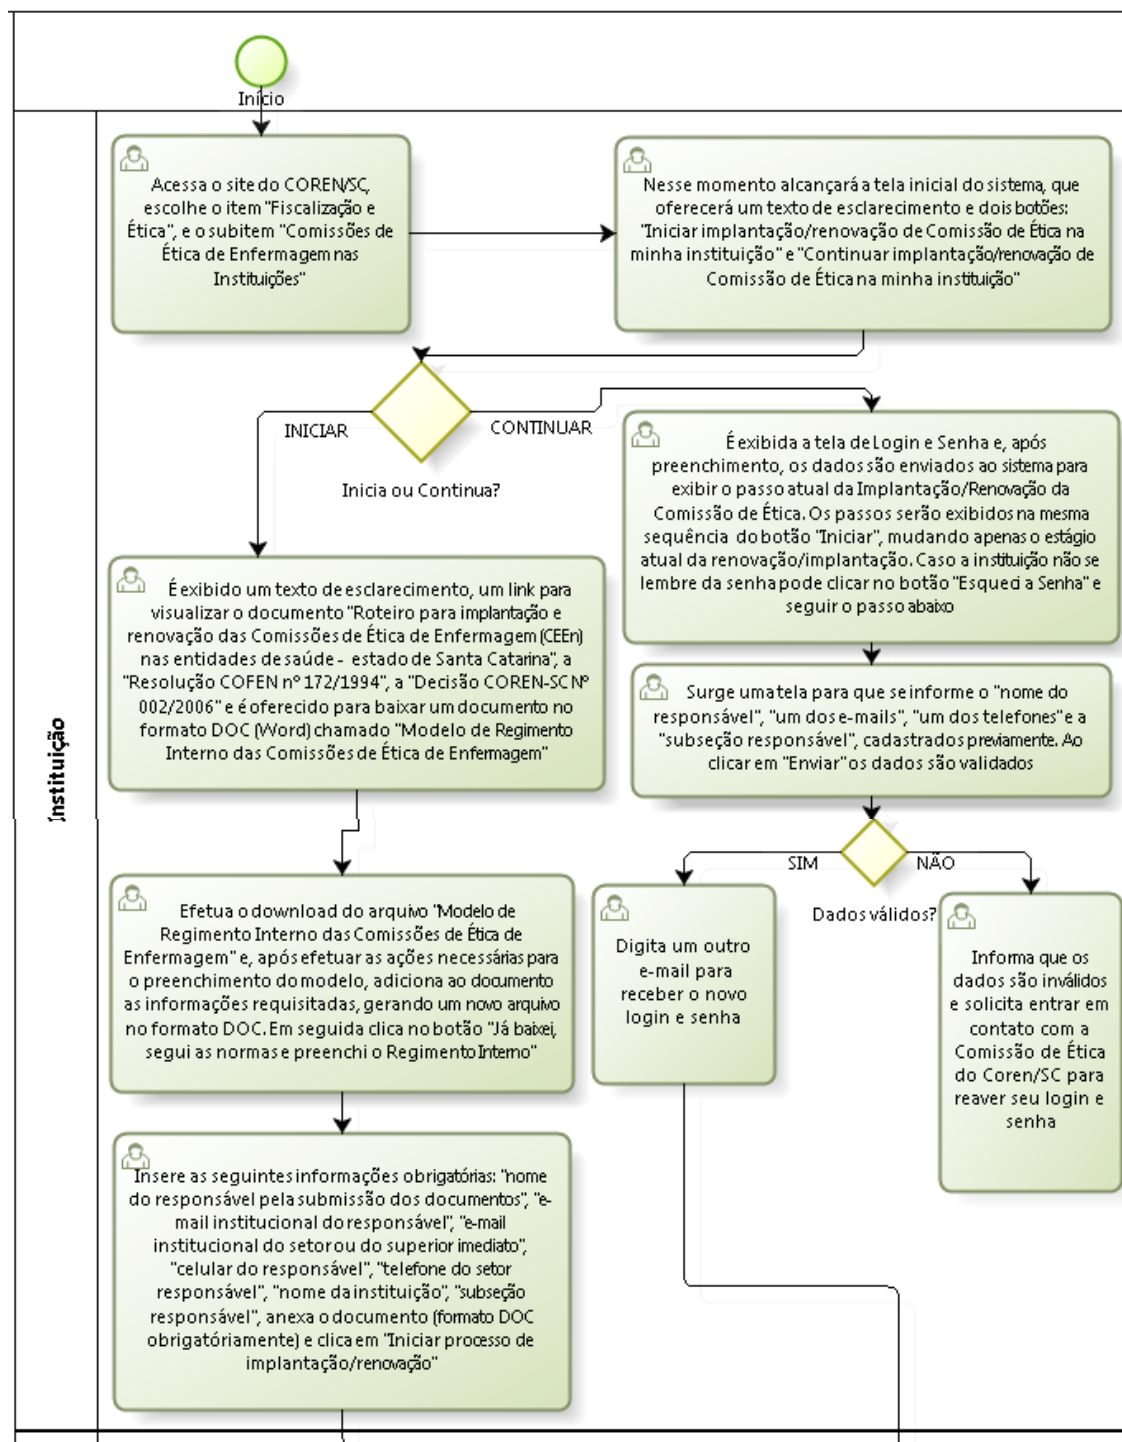 Início
Instituição
Acessa o site do COREN/SC,
escolhe o item "Fiscalização e
Ética", e o subitem "Comissões de
Ética de Enfermagem nas
Instituições"
Nesse momento alcançará a tela inicial do sistema, que
oferecerá um texto de esclarecimento e dois botões:
"Iniciar implantação/renovação de Comissão de Ética na
minha instituição" e "Continuar implantação/renovação de
Comissão de Ética na minha instituição"
INICIAR
CONTINUAR
Inicia ou Continua?
É exibida a tela de Login e Senha e, após
preenchimento, os dados são enviados ao sistema para
exibir o passo atual da Implantação/Renovação da
Comissão de Ética. Os passos serão exibidos na mesma
sequência do botão "Iniciar", mudando apenas o estágio
atual da renovação/implantação. Caso a instituição não se
lembre da senha pode clicar no botão "Esqueci a Senha" e
seguir o passo abaixo
É exibido um texto de esclarecimento, um link para
visualizar o documento "Roteiro para implantação e
renovação das Comissões de Ética de Enfermagem (CEEn)
nas entidades de saúde - estado de Santa Catarina", a
"Resolução COFEN nº 172/1994", a "Decisão COREN-SC Nº
002/2006" e é oferecido para baixar um documento no
formato DOC (Word) chamado "Modelo de Regimento
Interno das Comissões de Ética de Enfermagem"
Surge uma tela para que se informe o "nome do
responsável", "um dos e-mails", "um dos telefones" e a
"subseção responsável", cadastrados previamente. Ao
clicar em "Enviar" os dados são validados
SIM
NÃO
Dados válidos?
Efetua o download do arquivo "Modelo de
Regimento Interno das Comissões de Ética de
Enfermagem" e, após efetuar as ações necessárias para
o preenchimento do modelo, adiciona ao documento
as informações requisitadas, gerando um novo arquivo
no formato DOC. Em seguida clica no botão "Já baixei,
segui as normas e preenchi o Regimento Interno"
Digita um outro
e-mail para
receber o novo
login e senha
Informa que os
dados são inválidos
e solicita entrar em
contato com a
Comissão de Ética
do Coren/SC para
reaver seu login e
senha
Insere as seguintes informações obrigatórias: "nome
do responsável pela submissão dos documentos", "e-
mail institucional do responsável", "e-mail
institucional do setor ou do superior imediato",
"celular do responsável", "telefone do setor
responsável", "nome da instituição", "subseção
responsável", anexa o documento (formato DOC
obrigatóriamente) e clica em "Iniciar processo de
implantação/renovação"